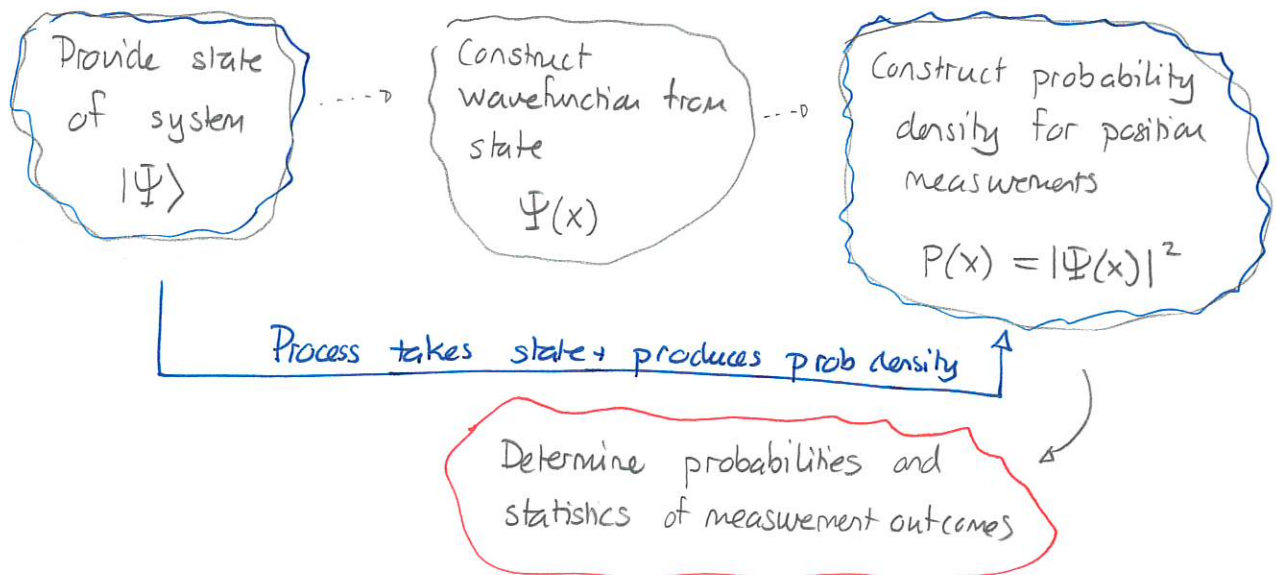 Provide state
of system
|Ψ⟩
Construct
wavefunction from
state
Ψ(x)
Construct probability
density for position
measurements
P(x) = |Ψ(x)|²
Process takes state + produces prob density
Determine probabilities and
statistics of measurement outcomes